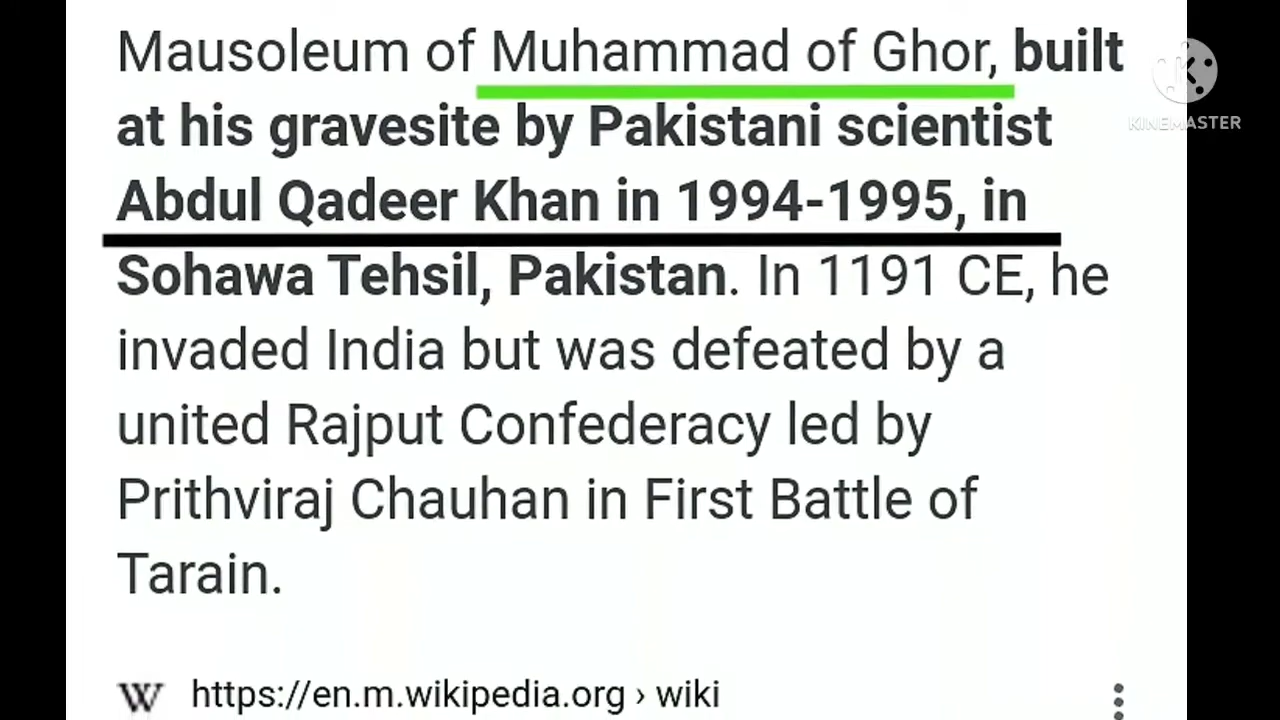 Mausoleum of Muhammad of Ghor, built
at his gravesite by Pakistani scientist
Abdul Qadeer Khan in 1994-1995, in
Sohawa Tehsil, Pakistan. In 1191 CE, he
invaded India but was defeated by a
united Rajput Confederacy led by
Prithviraj Chauhan in First Battle of
Tarain.
W https://en.m.wikipedia.org › wiki
KINEMASTER